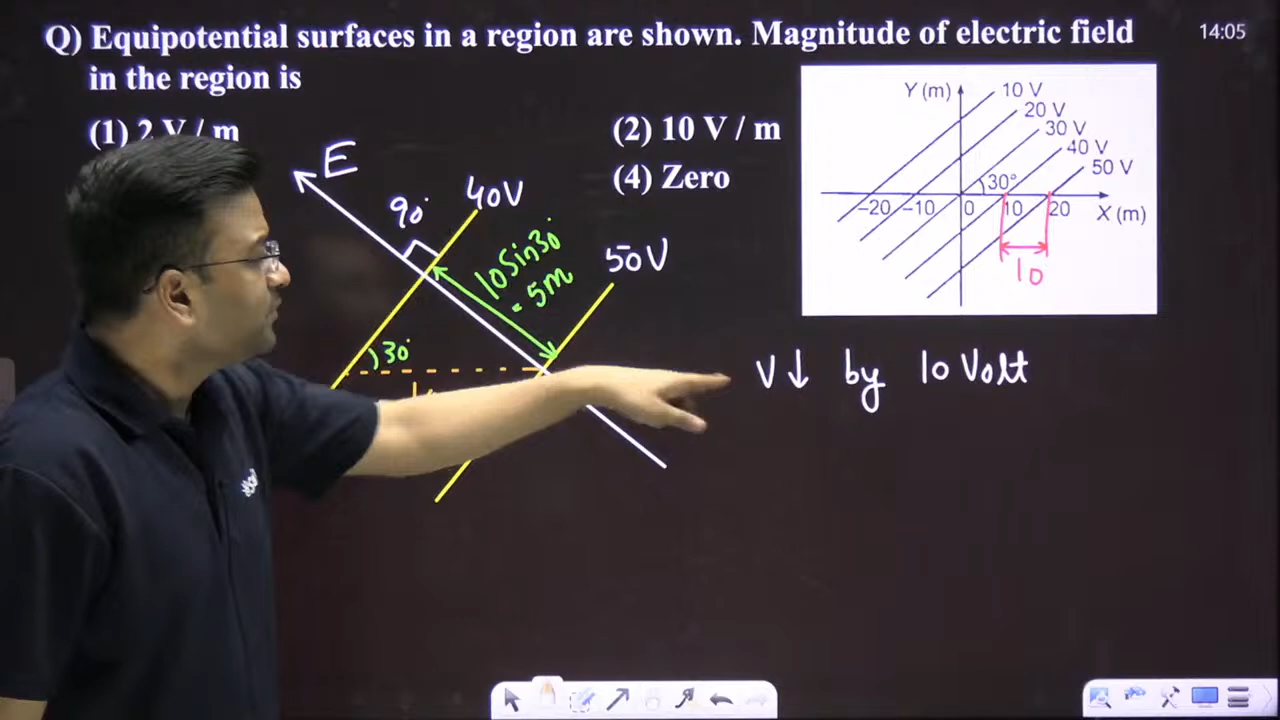 Q) Equipotential surfaces in a region are shown. Magnitude of electric field
14:05
in the region is
(1) 2 V / m
(2) 10 V / m
(4) Zero
Y (m)
10 V
20 V
30 V
40 V
50 V
30°
–20
–10
0
10
20
X (m)
10
E
90°
40V
10 Sin30°
= 5m
50V
30°
V↓ by 10 Volt